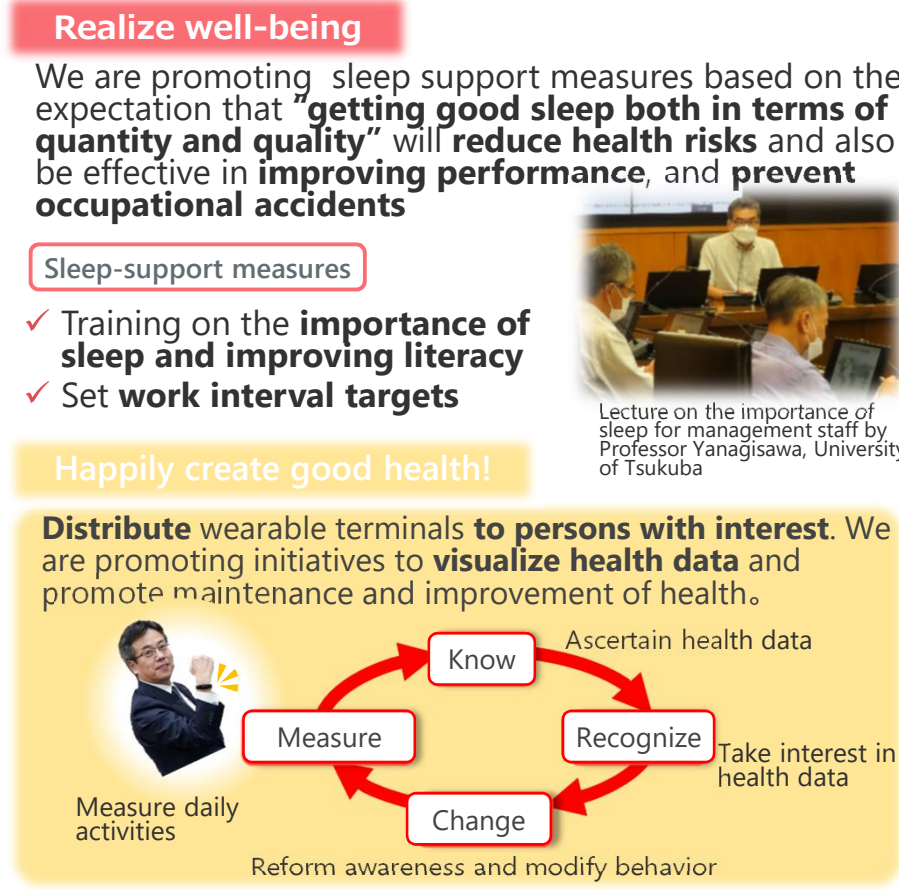 Realize well-being
We are promoting  sleep support measures based on the
expectation that "getting good sleep both in terms of
quantity and quality" will reduce health risks and also
be effective in improving performance, and prevent
occupational accidents
Sleep-support measures
✓ Training on the importance of
sleep and improving literacy
✓ Set work interval targets
Lecture on the importance of
sleep for management staff by
Professor Yanagisawa, University
of Tsukuba
Happily create good health!
Distribute wearable terminals to persons with interest. We
are promoting initiatives to visualize health data and
promote maintenance and improvement of health。
Know
Ascertain health data
Measure
Recognize
Take interest in
health data
Measure daily
activities
Change
Reform awareness and modify behavior